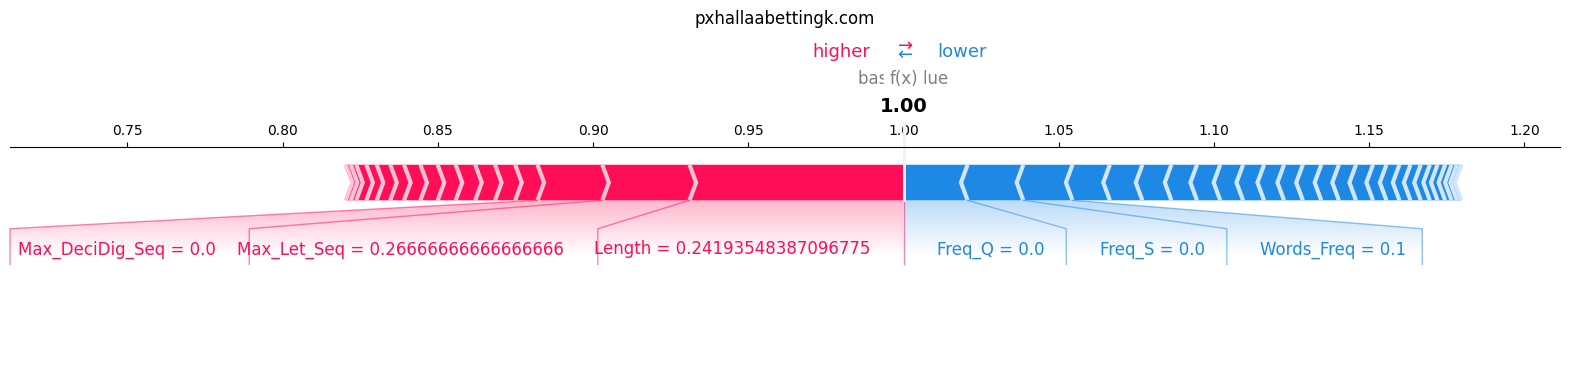 pxhallaabettingk.com
higher ⇄ lower
bas f(x) lue
1.00
0.75 0.80 0.85 0.90 0.95 1.00 1.05 1.10 1.15 1.20
Max_DeciDig_Seq = 0.0 Max_Let_Seq = 0.26666666666666666 Length = 0.24193548387096775 Freq_Q = 0.0 Freq_S = 0.0 Words_Freq = 0.1